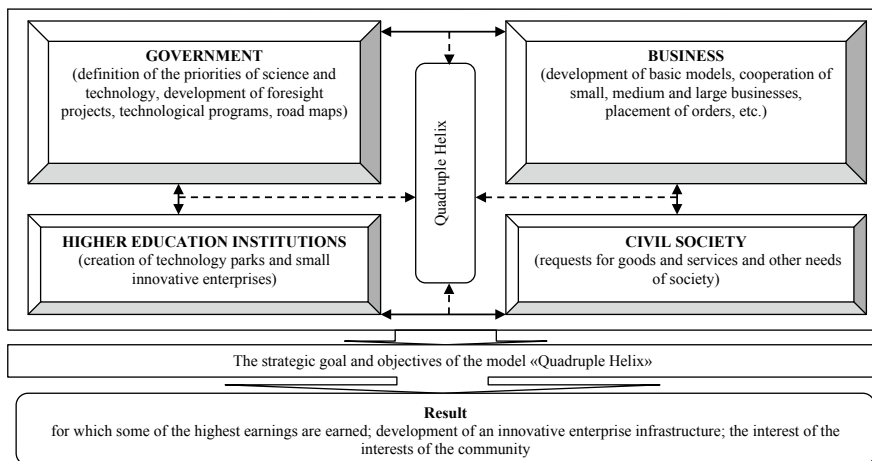 GOVERNMENT
(definition of the priorities of science and
technology, development of foresight
projects, technological programs, road maps)
BUSINESS
(development of basic models, cooperation of
small, medium and large businesses,
placement of orders, etc.)
Quadruple Helix
HIGHER EDUCATION INSTITUTIONS
(creation of technology parks and small
innovative enterprises)
CIVIL SOCIETY
(requests for goods and services and other needs
of society)
The strategic goal and objectives of the model «Quadruple Helix»
Result
for which some of the highest earnings are earned; development of an innovative enterprise infrastructure; the interest of the
interests of the community